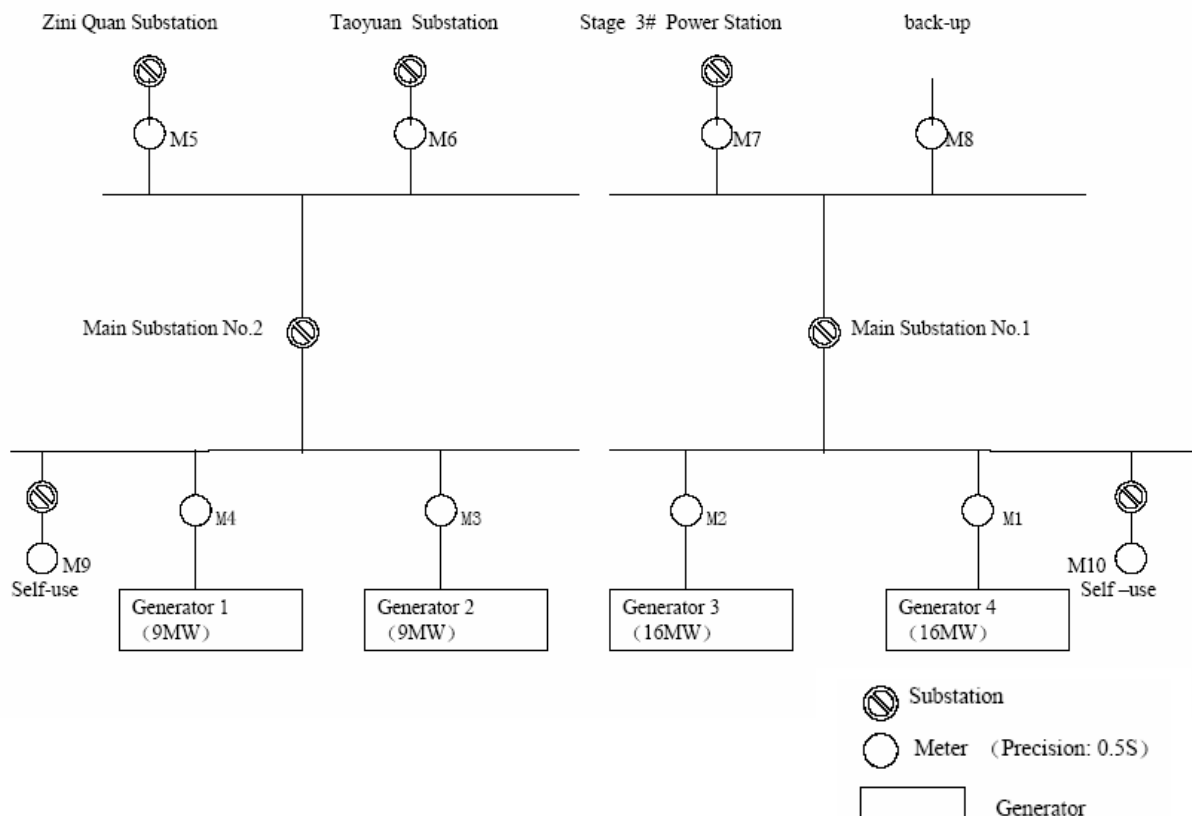 Zini Quan Substation
Taoyuan Substation
Stage 3# Power Station
back-up
M5
M6
M7
M8
Main Substation No.2
Main Substation No.1
M4
M3
M2
M1
M9
Self-use
M10
Self –use
Generator 1
（9MW）
Generator 2
（9MW）
Generator 3
（16MW）
Generator 4
（16MW）
Substation
Meter （Precision: 0.5S）
Generator